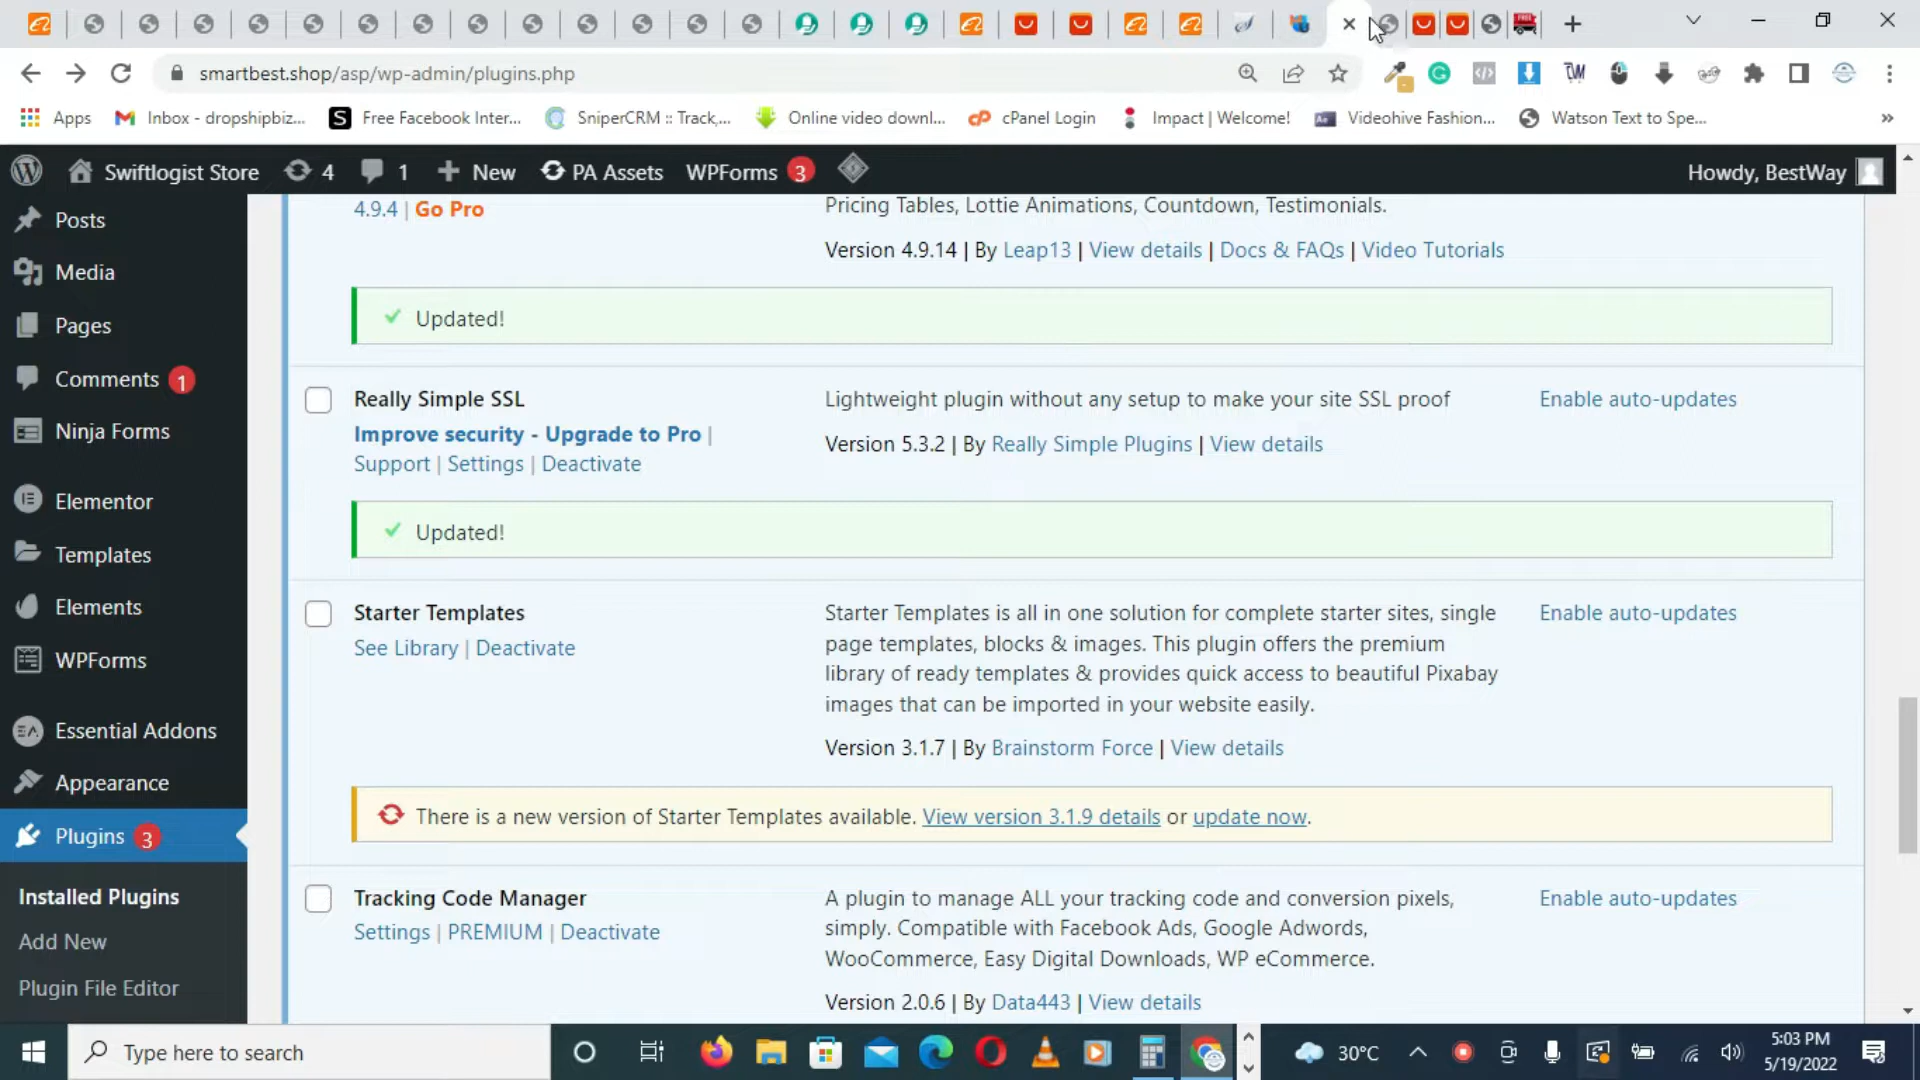 smartbest.shop/asp/wp-admin/plugins.php
Apps
Inbox - dropshipbiz...
Free Facebook Inter...
SniperCRM :: Track,...
Online video downl...
cPanel Login
Impact | Welcome!
Videohive Fashion...
Watson Text to Spe...
»
Swiftlogist Store
4
1
New
PA Assets
WPForms 3
Howdy, BestWay
Posts
Media
Pages
Comments 1
Ninja Forms
Elementor
Templates
Elements
WPForms
Essential Addons
Appearance
Plugins 3
Installed Plugins
Add New
Plugin File Editor
4.9.4 | Go Pro
Pricing Tables, Lottie Animations, Countdown, Testimonials.
Version 4.9.14 | By Leap13 | View details | Docs & FAQs | Video Tutorials
Updated!
Really Simple SSL
Improve security - Upgrade to Pro |
Support | Settings | Deactivate
Lightweight plugin without any setup to make your site SSL proof
Version 5.3.2 | By Really Simple Plugins | View details
Enable auto-updates
Updated!
Starter Templates
See Library | Deactivate
Starter Templates is all in one solution for complete starter sites, single
page templates, blocks & images. This plugin offers the premium
library of ready templates & provides quick access to beautiful Pixabay
images that can be imported in your website easily.
Version 3.1.7 | By Brainstorm Force | View details
Enable auto-updates
There is a new version of Starter Templates available. View version 3.1.9 details or update now.
Tracking Code Manager
Settings | PREMIUM | Deactivate
A plugin to manage ALL your tracking code and conversion pixels,
simply. Compatible with Facebook Ads, Google Adwords,
WooCommerce, Easy Digital Downloads, WP eCommerce.
Version 2.0.6 | By Data443 | View details
Enable auto-updates
Type here to search
30°C
5:03 PM
5/19/2022